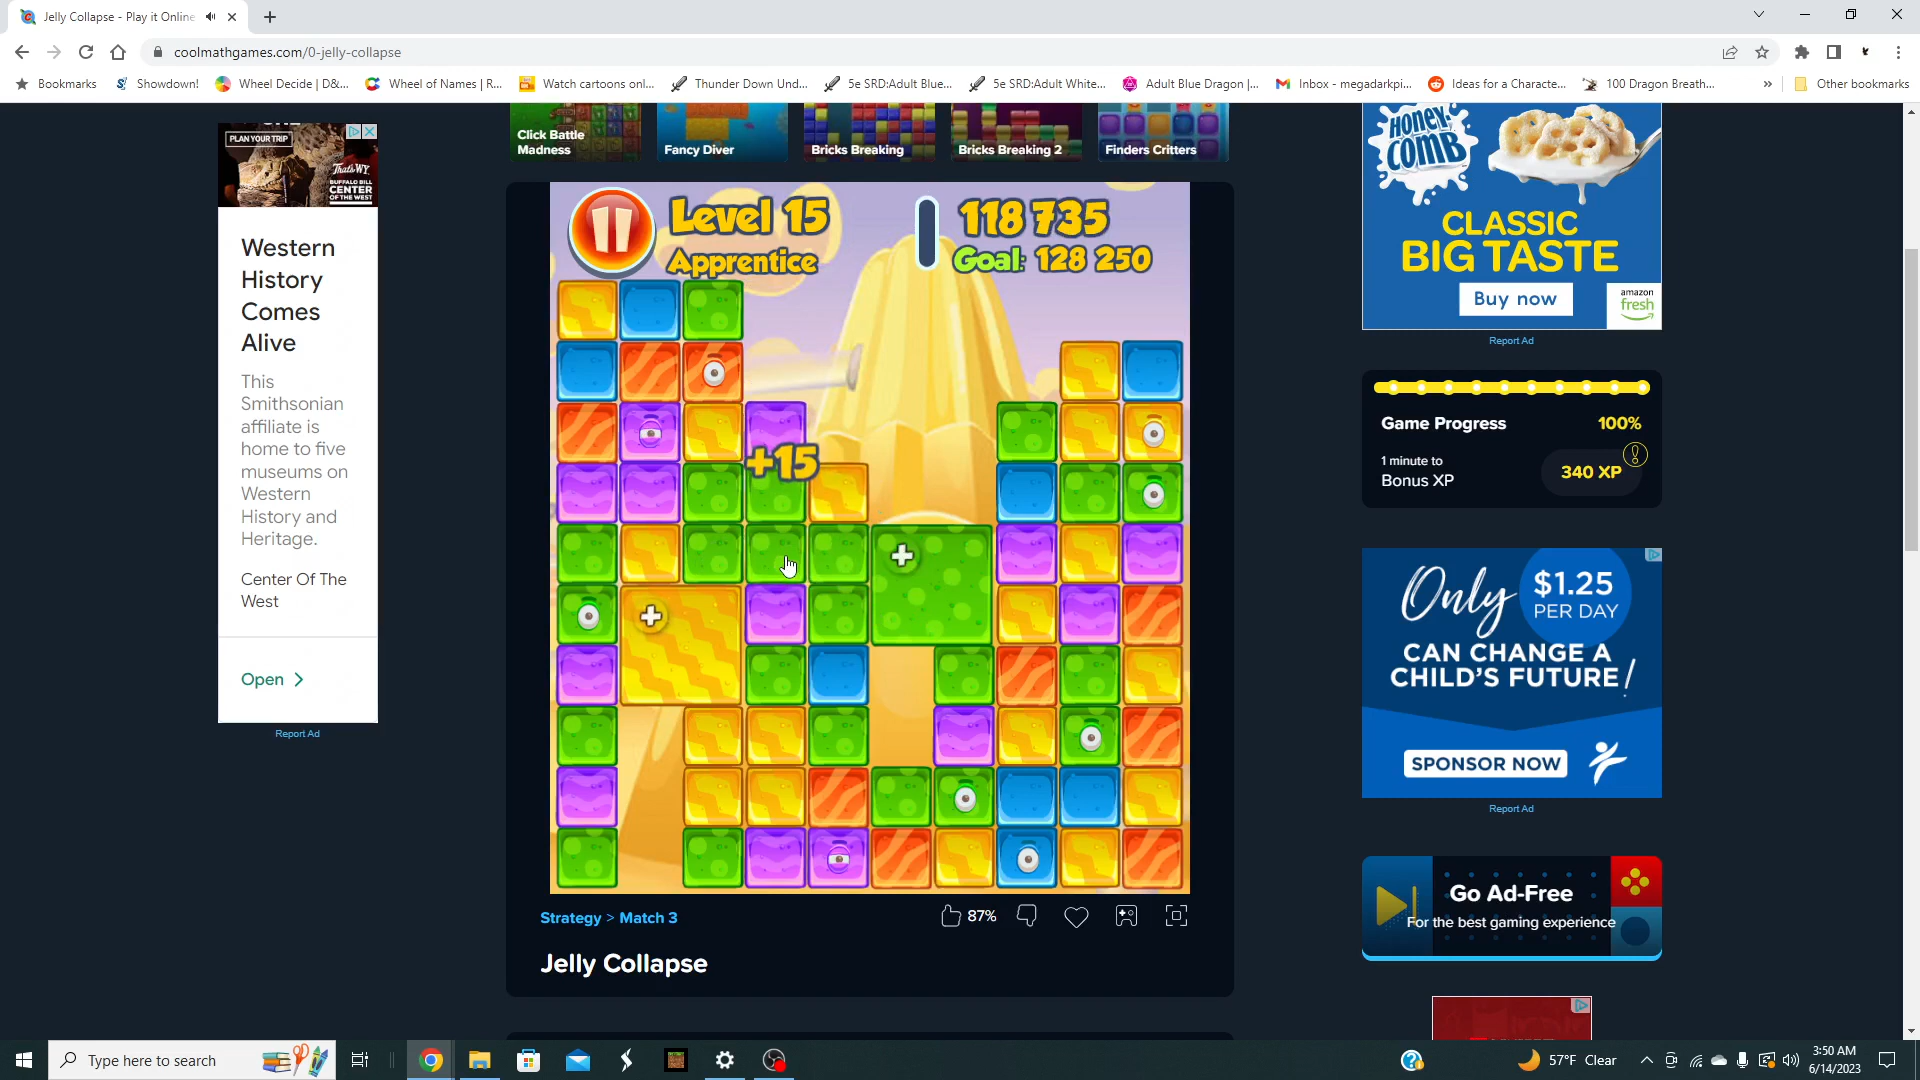 Jelly Collapse - Play it Online
coolmathgames.com/0-jelly-collapse
Bookmarks
Showdown!
Wheel Decide | D&...
Wheel of Names | R...
Watch cartoons onl...
Thunder Down Und...
5e SRD:Adult Blue...
5e SRD:Adult White...
Adult Blue Dragon |...
Inbox - megadarkpi...
Ideas for a Characte...
100 Dragon Breath...
»
Other bookmarks
PLAN YOUR TRIP
That's WY.
BUFFALO BILL
CENTER
OF THE WEST
Western
History
Comes
Alive
This
Smithsonian
affiliate is
home to five
museums on
Western
History and
Heritage.
Center Of The
West
Open
Report Ad
Click Battle
Madness
Fancy Diver
Bricks Breaking
Bricks Breaking 2
Finders Critters
Level 15
Apprentice
118 735
Goal: 128 250
+15
Strategy > Match 3
87%
Jelly Collapse
HONEY-
COMB
CLASSIC
BIG TASTE
Buy now
amazon
fresh
Report Ad
Game Progress
100%
1 minute to
Bonus XP
340 XP
Only
$1.25
PER DAY
CAN CHANGE A
CHILD'S FUTURE!
SPONSOR NOW
Report Ad
Go Ad-Free
For the best gaming experience
Type here to search
57°F Clear
3:50 AM
6/14/2023